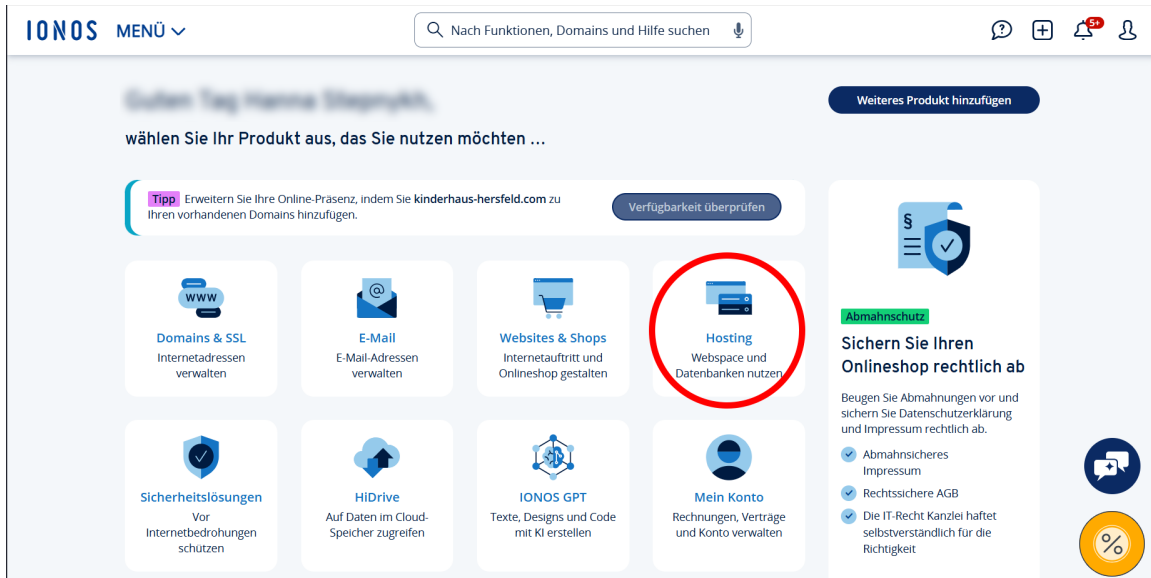 IONOS MENÜ
Nach Funktionen, Domains und Hilfe suchen
5+
Weiteres Produkt hinzufügen
wählen Sie Ihr Produkt aus, das Sie nutzen möchten ...
Tipp Erweitern Sie Ihre Online-Präsenz, indem Sie kinderhaus-hersfeld.com zu
Ihren vorhandenen Domains hinzufügen.
Verfügbarkeit überprüfen
www
Domains & SSL
Internetadressen
verwalten
@
E-Mail
E-Mail-Adressen
verwalten
Websites & Shops
Internetauftritt und
Onlineshop gestalten
Hosting
Webspace und
Datenbanken nutzen
Sicherheitslösungen
Vor
Internetbedrohungen
schützen
HiDrive
Auf Daten im Cloud-
Speicher zugreifen
IONOS GPT
Texte, Designs und Code
mit KI erstellen
Mein Konto
Rechnungen, Verträge
und Konto verwalten
§
Abmahnschutz
Sichern Sie Ihren
Onlineshop rechtlich ab
Beugen Sie Abmahnungen vor und
sichern Sie Datenschutzerklärung
und Impressum rechtlich ab.
Abmahnsicheres
Impressum
Rechtssichere AGB
Die IT-Recht Kanzlei haftet
selbstverständlich für die
Richtigkeit
%